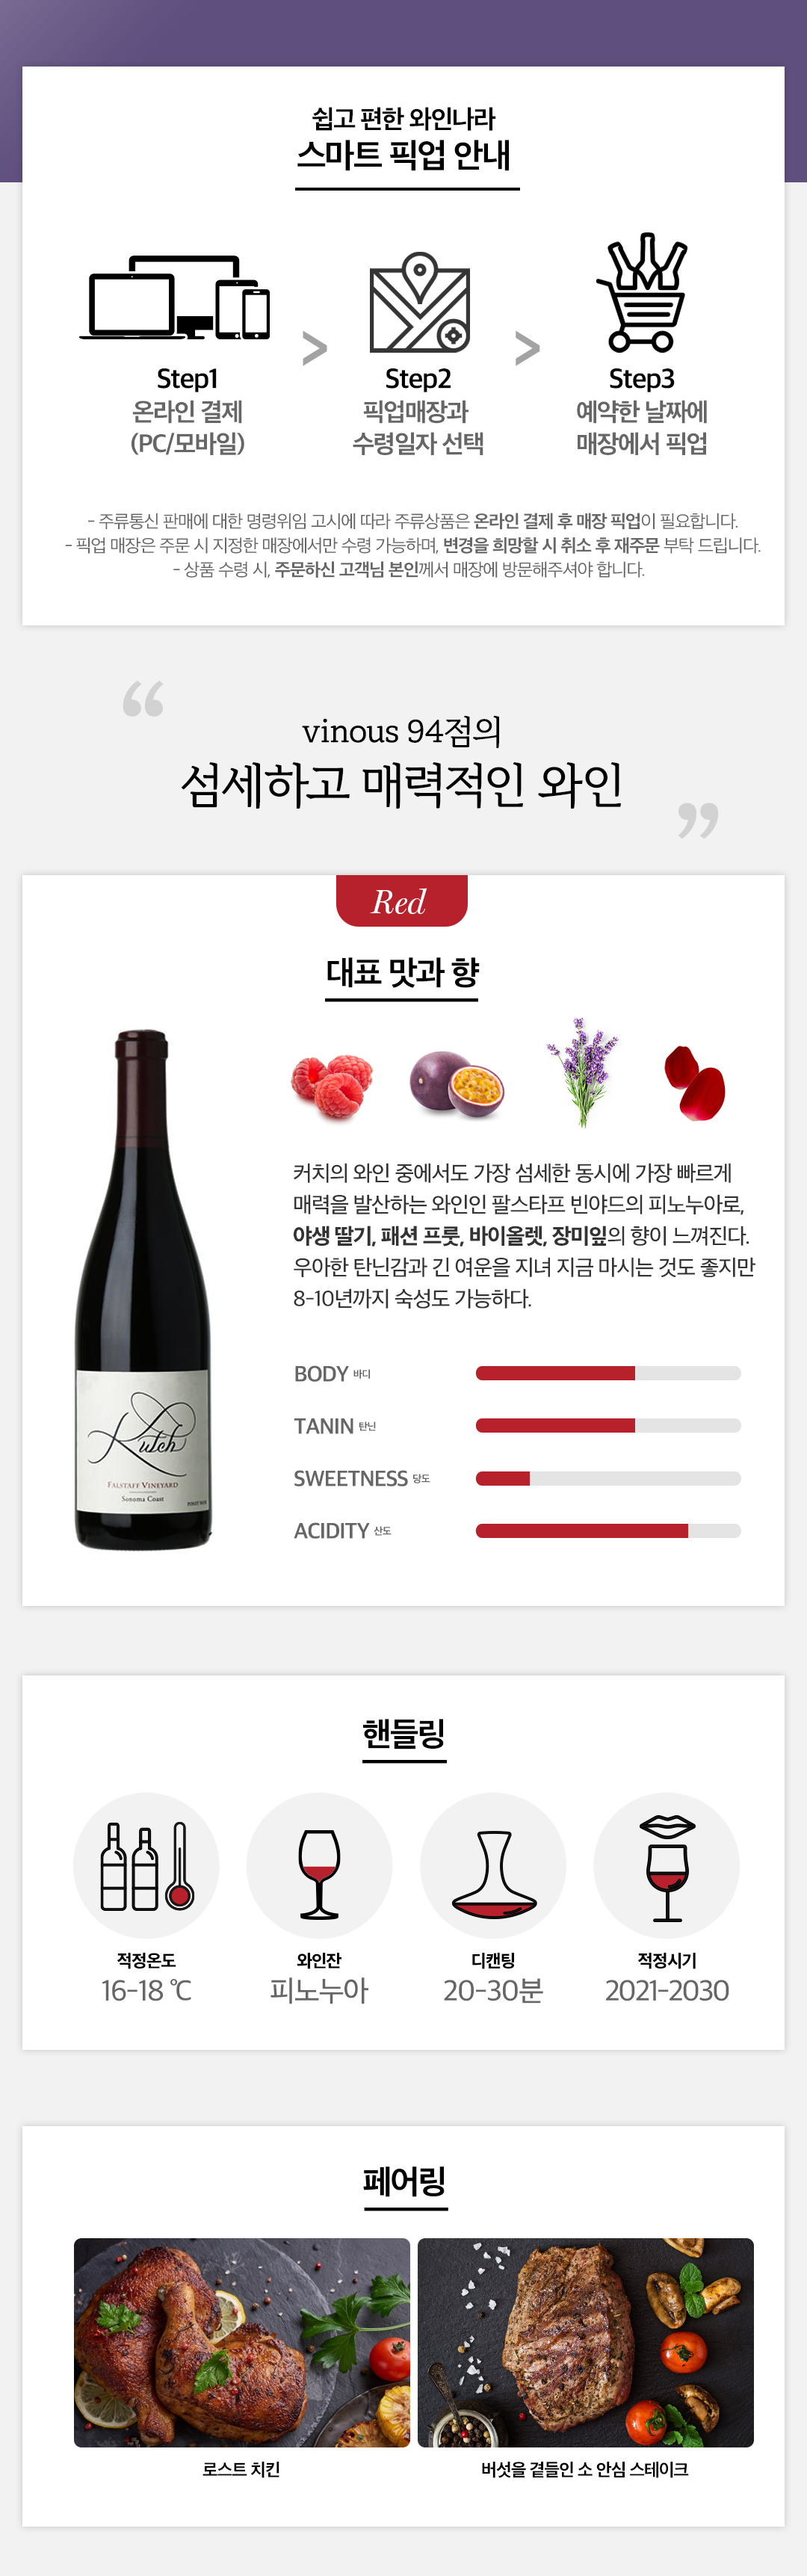 쉽고 편한 와인나라
스마트 픽업 안내
Step1
온라인 결제
(PC/모바일)
>
Step2
픽업매장과
수령일자 선택
>
Step3
예약한 날짜에
매장에서 픽업
- 주류통신 판매에 대한 명령위임 고시에 따라 주류상품은 온라인 결제 후 매장 픽업이 필요합니다.
- 픽업 매장은 주문 시 지정한 매장에서만 수령 가능하며, 변경을 희망할 시 취소 후 재주문 부탁 드립니다.
- 상품 수령 시, 주문하신 고객님 본인께서 매장에 방문해주셔야 합니다.
“
vinous 94점의
섬세하고 매력적인 와인
”
Red
대표 맛과 향
커치의 와인 중에서도 가장 섬세한 동시에 가장 빠르게
매력을 발산하는 와인인 팔스타프 빈야드의 피노누아로,
야생 딸기, 패션 프룻, 바이올렛, 장미잎의 향이 느껴진다.
우아한 탄닌감과 긴 여운을 지녀 지금 마시는 것도 좋지만
8-10년까지 숙성도 가능하다.
Kutch
FALSTAFF VINEYARD
Sonoma Coast
PINOT NOIR
BODY 바디
TANIN 탄닌
SWEETNESS 당도
ACIDITY 산도
핸들링
적정온도
16-18 ℃
와인잔
피노누아
디캔팅
20-30분
적정시기
2021-2030
페어링
로스트 치킨
버섯을 곁들인 소 안심 스테이크